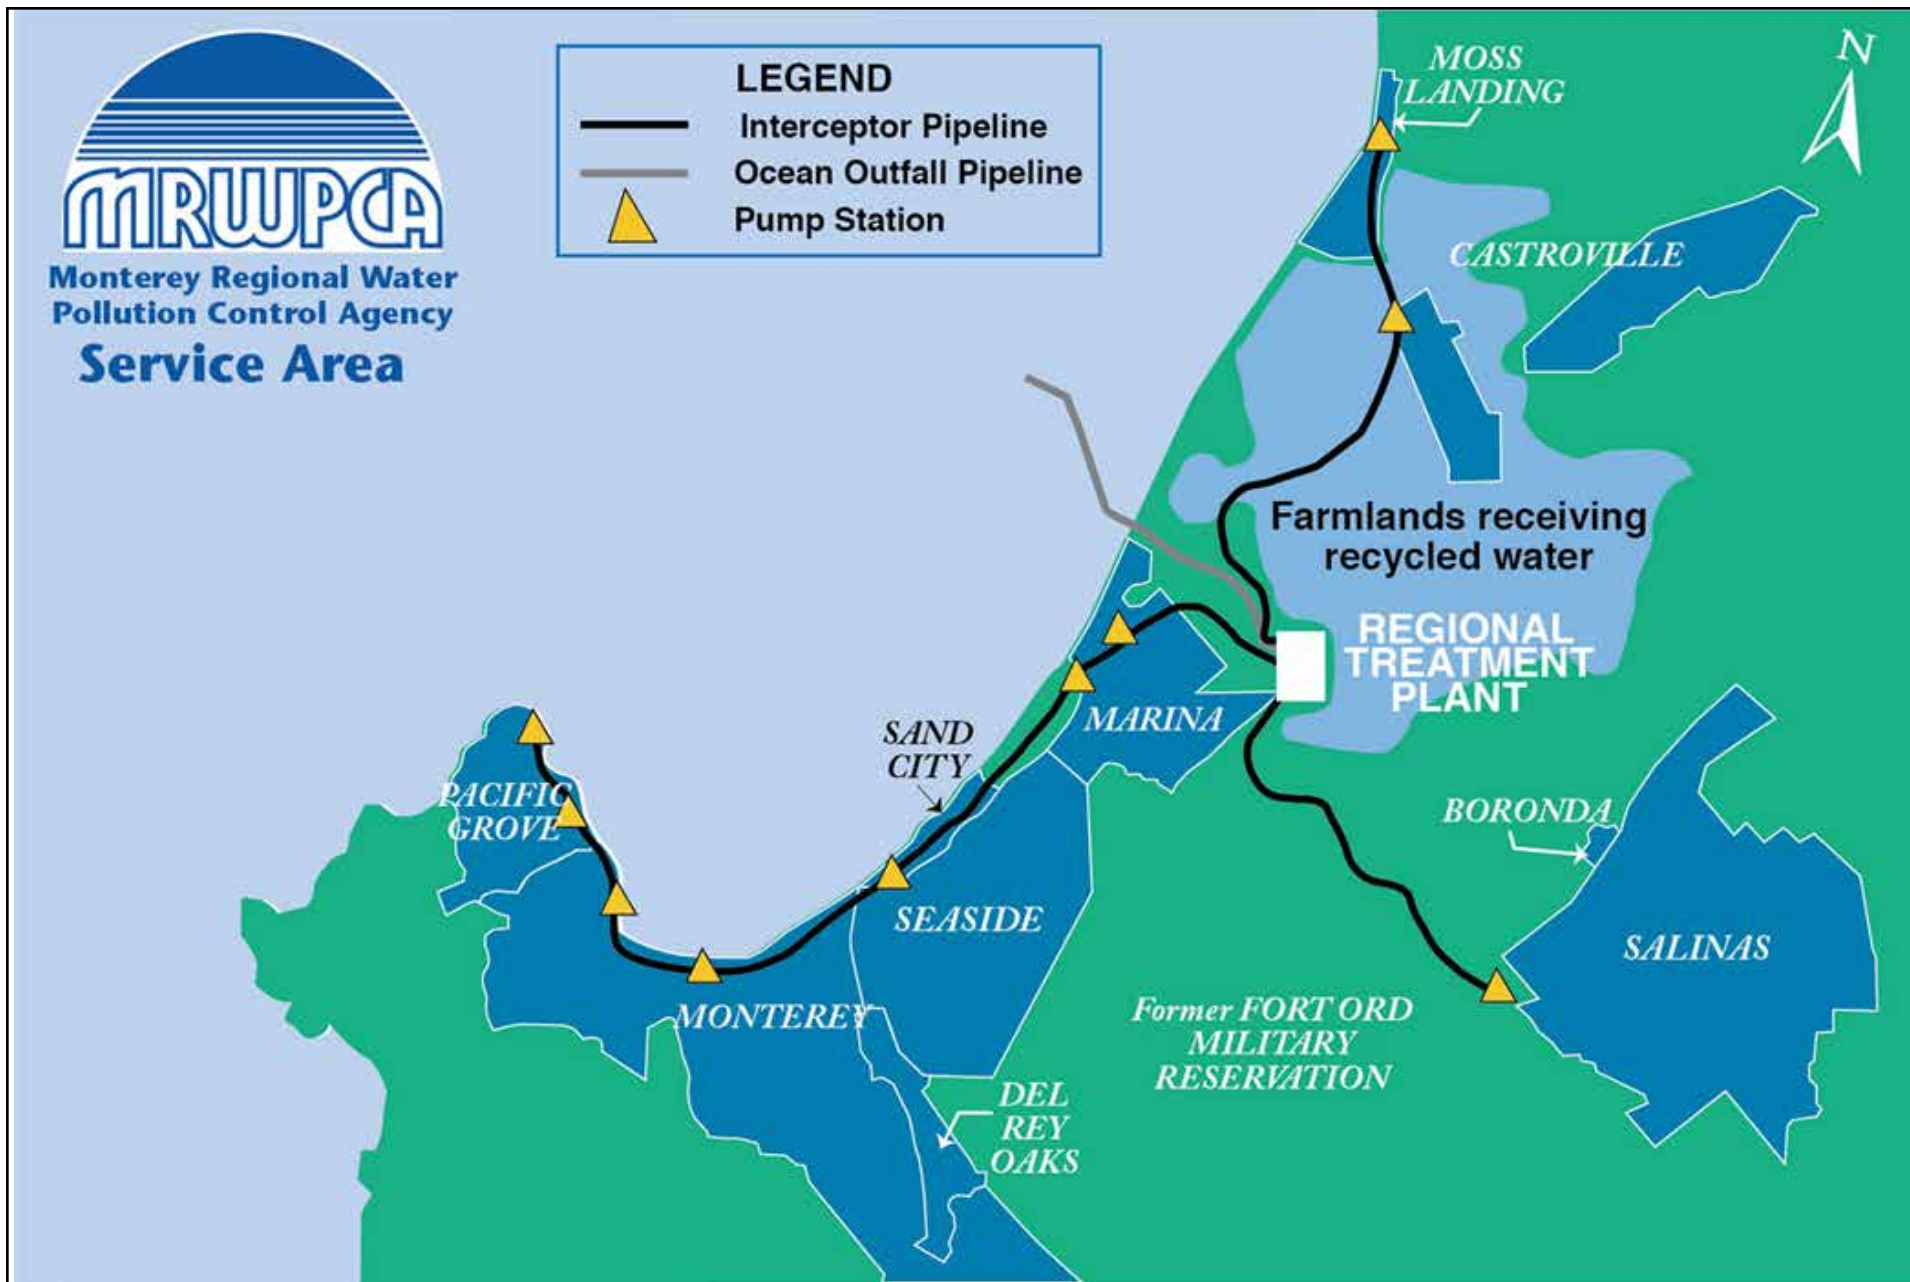 MRWPCA
Monterey Regional Water
Pollution Control Agency
Service Area
LEGEND
Interceptor Pipeline
Ocean Outfall Pipeline
Pump Station
N
MOSS
LANDING
CASTROVILLE
Farmlands receiving
recycled water
REGIONAL
TREATMENT
PLANT
MARINA
SAND
CITY
PACIFIC
GROVE
BORONDA
SEASIDE
SALINAS
MONTEREY
Former FORT ORD
MILITARY
RESERVATION
DEL
REY
OAKS